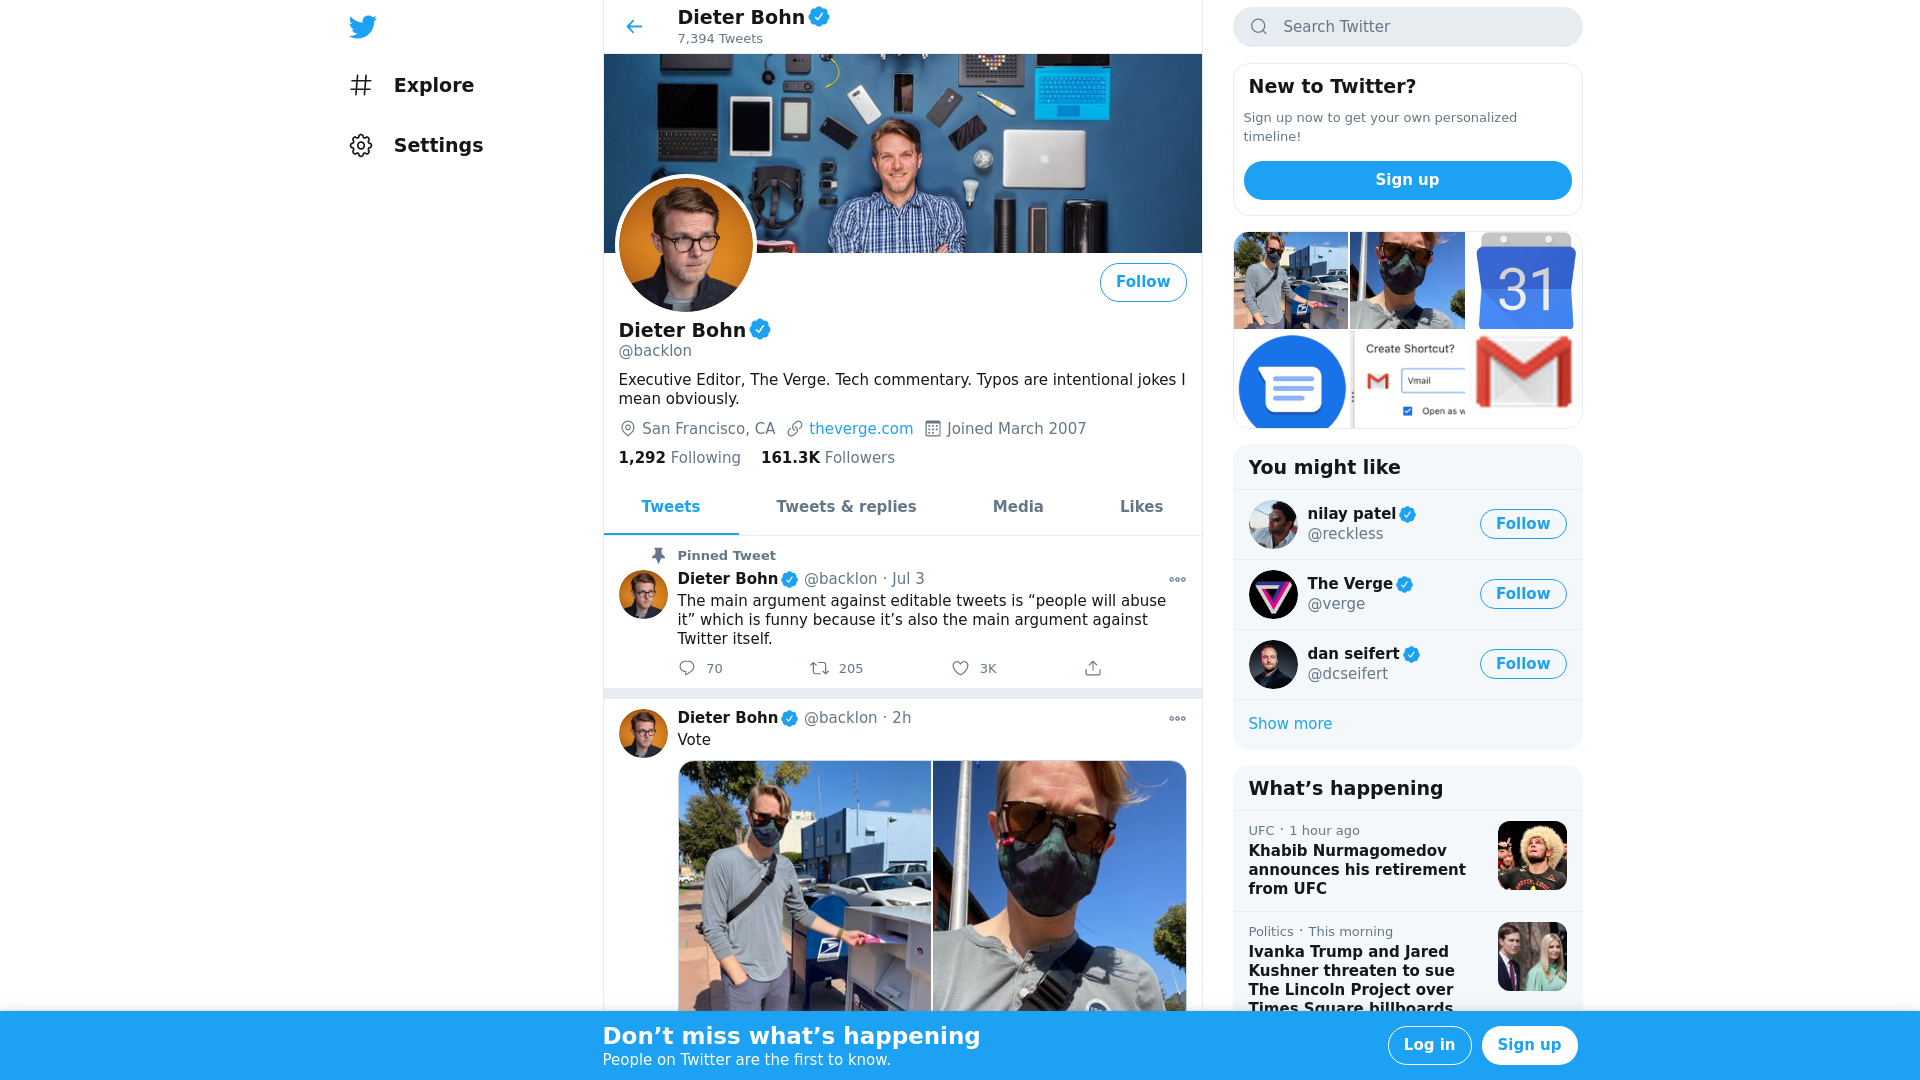 Explore
Settings
Dieter Bohn
7,394 Tweets
Follow
Dieter Bohn
@backlon
Executive Editor, The Verge. Tech commentary. Typos are intentional jokes I
mean obviously.
San Francisco, CA theverge.com Joined March 2007
1,292 Following 161.3K Followers
Tweets Tweets & replies Media Likes
Pinned Tweet
Dieter Bohn @backlon · Jul 3
The main argument against editable tweets is “people will abuse
it” which is funny because it’s also the main argument against
Twitter itself.
70 205 3K
Dieter Bohn @backlon · 2h
Vote
Search Twitter
New to Twitter?
Sign up now to get your own personalized
timeline!
Sign up
31
Create Shortcut?
Vmail
Open as w
You might like
nilay patel
@reckless
Follow
The Verge
@verge
Follow
dan seifert
@dcseifert
Follow
Show more
What’s happening
UFC · 1 hour ago
Khabib Nurmagomedov
announces his retirement
from UFC
Politics · This morning
Ivanka Trump and Jared
Kushner threaten to sue
The Lincoln Project over
Times Square billboards
Don’t miss what’s happening
People on Twitter are the first to know.
Log in
Sign up